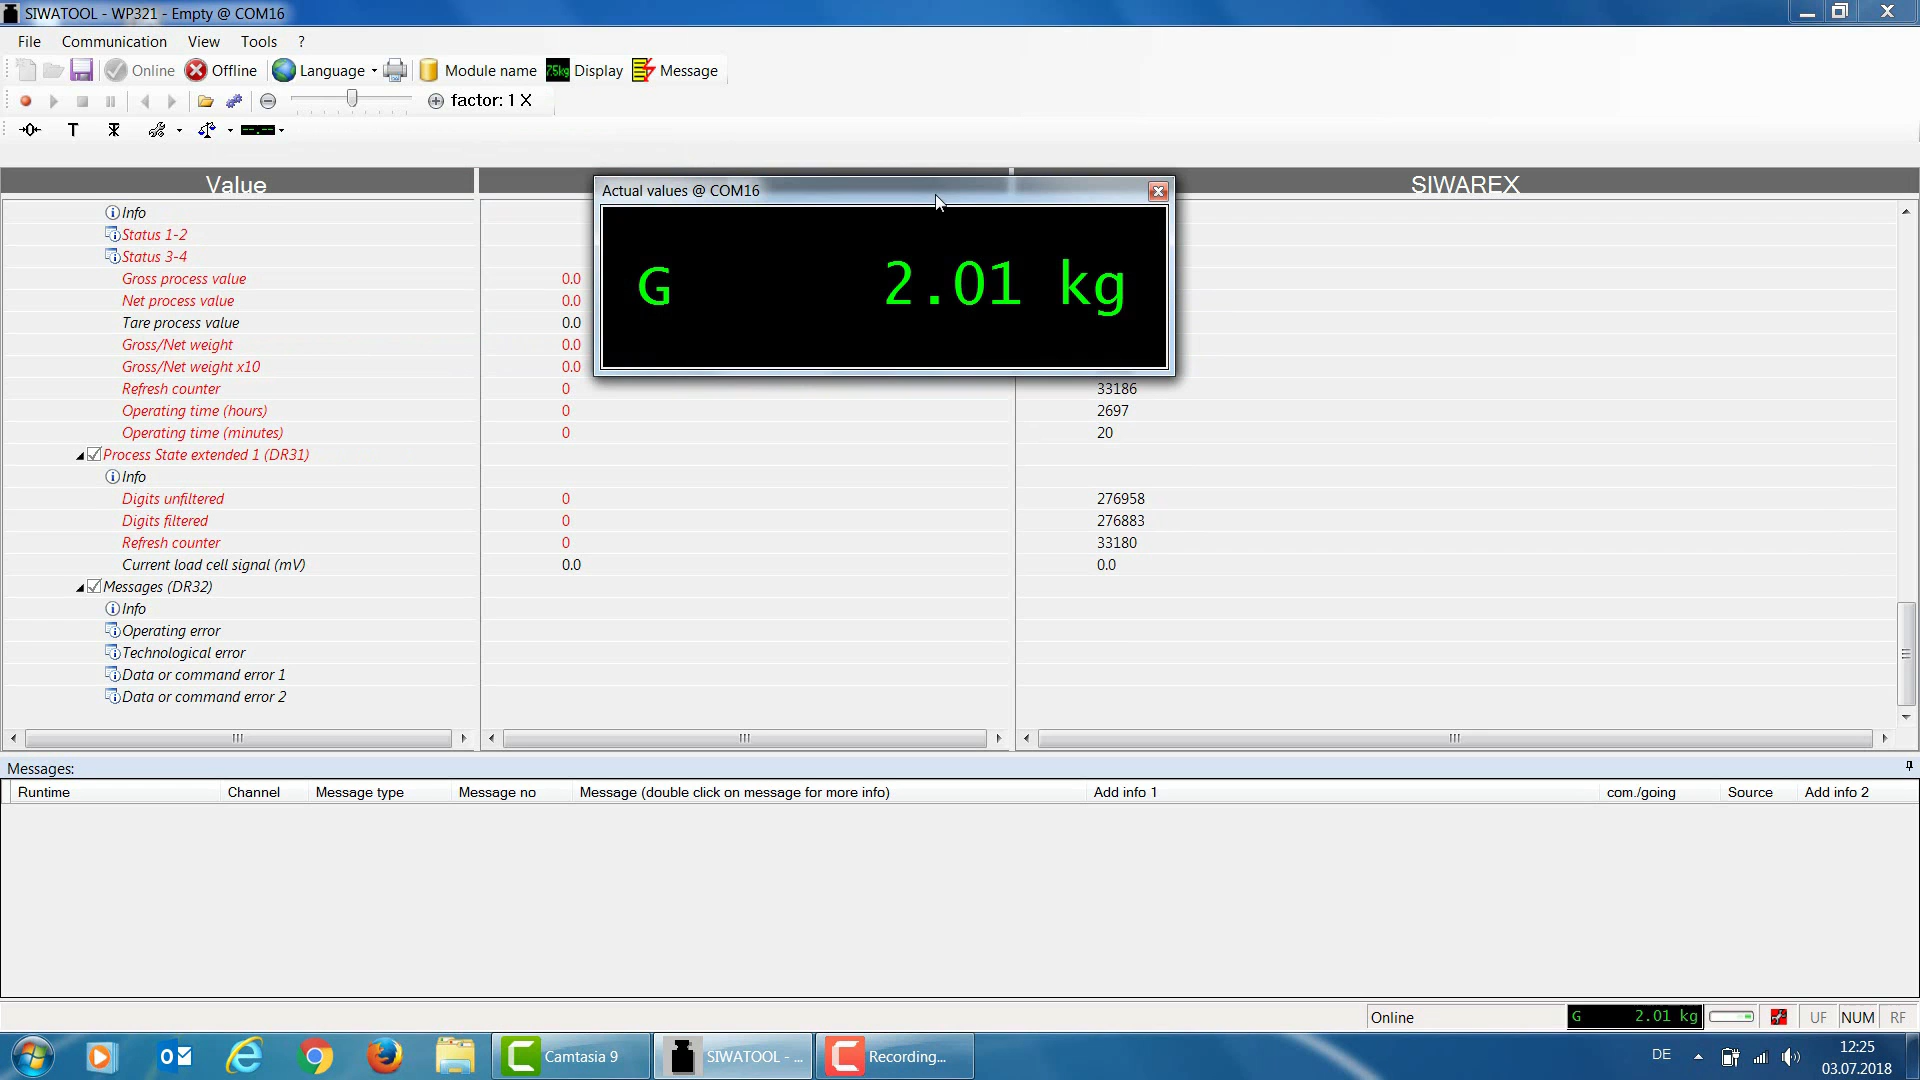 SIWATOOL - WP321 - Empty @ COM16
File Communication View Tools ?
Online Offline Language 7.5kg Module name Display Message
factor: 1 X
T
Value SIWAREX
Actual values @ COM16
G 2.01 kg
Info
Status 1-2
Status 3-4
Gross process value 0.0
Net process value 0.0
Tare process value 0.0
Gross/Net weight 0.0
Gross/Net weight x10 0.0
Refresh counter 0 33186
Operating time (hours) 0 2697
Operating time (minutes) 0 20
Process State extended 1 (DR31)
Info
Digits unfiltered 0 276958
Digits filtered 0 276883
Refresh counter 0 33180
Current load cell signal (mV) 0.0 0.0
Messages (DR32)
Info
Operating error
Technological error
Data or command error 1
Data or command error 2
Messages:
Runtime Channel Message type Message no Message (double click on message for more info) Add info 1 com./going Source Add info 2
Online G 2.01 kg UF NUM RF
Camtasia 9 SIWATOOL - ... Recording... DE 12:25
03.07.2018